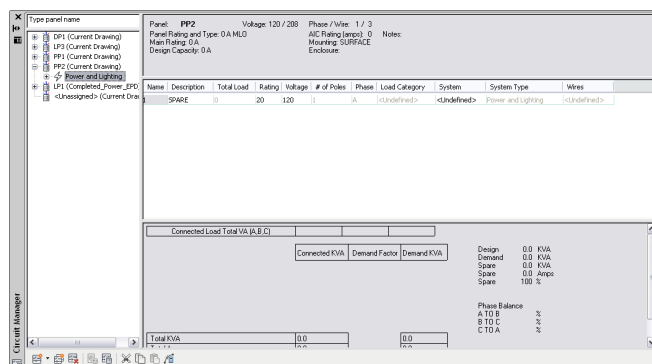 Type panel name
DP1 (Current Drawing)
LP3 (Current Drawing)
PP1 (Current Drawing)
PP2 (Current Drawing)
Power and Lighting
LP1 (Completed_Power_EPD)
<Unassigned> (Current Drav
Panel: PP2 Voltage: 120 / 208 Phase / Wire: 1 / 3
Panel Rating and Type: 0 A MLO AIC Rating (amps): 0 Notes:
Main Rating: 0 A Mounting: SURFACE
Design Capacity: 0 A Enclosure:
Name Description Total Load Rating Voltage # of Poles Phase Load Category System System Type Wires
1 SPARE 0 20 120 1 A <Undefined> <Undefined> Power and Lighting <Undefined>
Connected Load Total VA (A,B,C)
Connected KVA Demand Factor Demand KVA
Design 0.0 KVA
Demand 0.0 KVA
Spare 0.0 KVA
Spare 0.0 Amps
Spare 100 %
Phase Balance
A TO B %
B TO C %
C TO A %
Total KVA 0.0 0.0
Circuit Manager